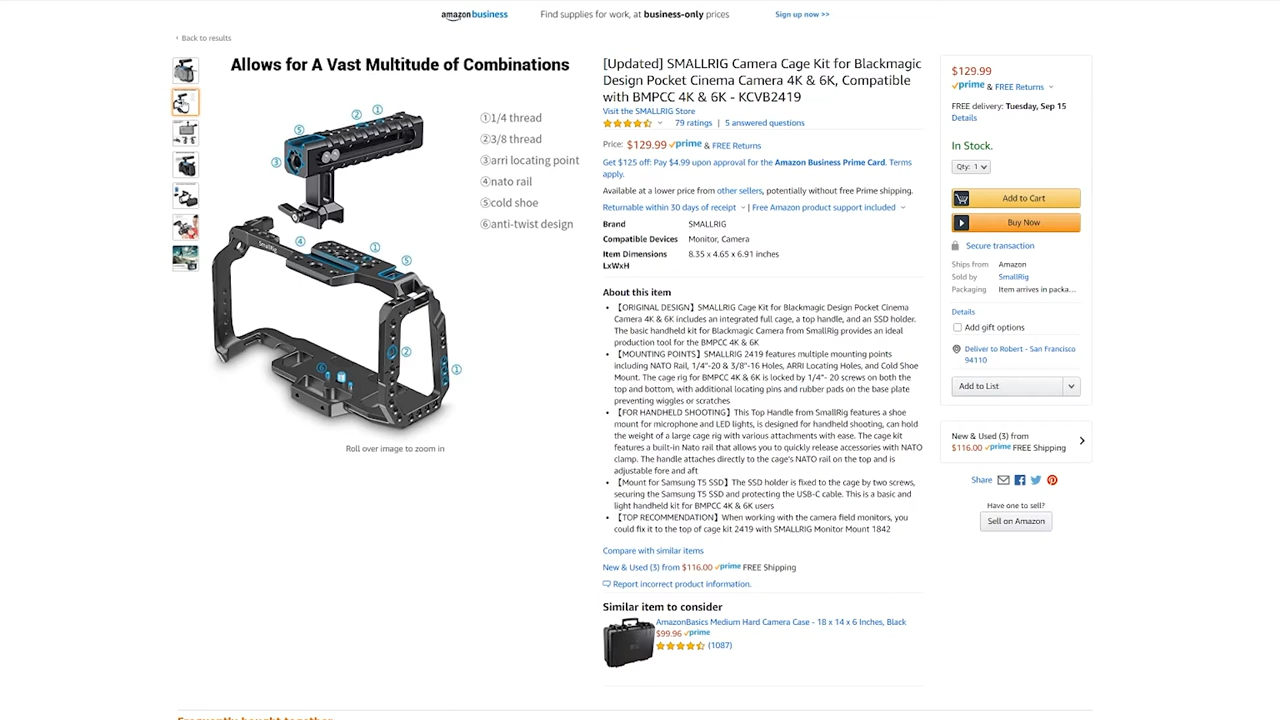 amazon business Find supplies for work, at business-only prices Sign up now >>
‹ Back to results
Allows for A Vast Multitude of Combinations
①1/4 thread
②3/8 thread
③arri locating point
④nato rail
⑤cold shoe
⑥anti-twist design
⑤ ② ①
③
④ ① ⑤
⑥ ② ①
SmallRig
Roll over image to zoom in
[Updated] SMALLRIG Camera Cage Kit for Blackmagic
Design Pocket Cinema Camera 4K & 6K, Compatible
with BMPCC 4K & 6K - KCVB2419
Visit the SMALLRIG Store
79 ratings | 5 answered questions
Price: $129.99 prime & FREE Returns
Get $125 off: Pay $4.99 upon approval for the Amazon Business Prime Card. Terms
apply.
Available at a lower price from other sellers, potentially without free Prime shipping.
Returnable within 30 days of receipt | Free Amazon product support included
Brand SMALLRIG
Compatible Devices Monitor, Camera
Item Dimensions 8.35 x 4.65 x 6.91 inches
LxWxH
About this item
• 【ORIGINAL DESIGN】SMALLRIG Cage Kit for Blackmagic Design Pocket Cinema
Camera 4K & 6K includes an integrated full cage, a top handle, and an SSD holder.
The basic handheld kit for Blackmagic Camera from SmallRig provides an ideal
production tool for the BMPCC 4K & 6K
• 【MOUNTING POINTS】SMALLRIG 2419 features multiple mounting points
including NATO Rail, 1/4"-20 & 3/8"-16 Holes, ARRI Locating Holes, and Cold Shoe
Mount. The cage rig for BMPCC 4K & 6K is locked by 1/4"- 20 screws on both the
top and bottom, with additional locating pins and rubber pads on the base plate
preventing wiggles or scratches
• 【FOR HANDHELD SHOOTING】This Top Handle from SmallRig features a shoe
mount for microphone and LED lights, is designed for handheld shooting, can hold
the weight of a large cage rig with various attachments with ease. The cage kit
features a built-in Nato rail that allows you to quickly release accessories with NATO
clamp. The handle attaches directly to the cage's NATO rail on the top and is
adjustable fore and aft
• 【Mount for Samsung T5 SSD】The SSD holder is fixed to the cage by two screws,
securing the Samsung T5 SSD and protecting the USB-C cable. This is a basic and
light handheld kit for BMPCC 4K & 6K users
• 【TOP RECOMMENDATION】When working with the camera field monitors, you
could fix it to the top of cage kit 2419 with SMALLRIG Monitor Mount 1842
Compare with similar items
New & Used (3) from $116.00 prime FREE Shipping
Report incorrect product information.
Similar item to consider
AmazonBasics Medium Hard Camera Case - 18 x 14 x 6 Inches, Black
$99.96 prime
(1087)
$129.99
prime & FREE Returns
FREE delivery: Tuesday, Sep 15
Details
In Stock.
Qty: 1
Add to Cart
Buy Now
Secure transaction
Ships from Amazon
Sold by SmallRig
Packaging Item arrives in packa...
Details
Add gift options
Deliver to Robert - San Francisco
94110
Add to List
New & Used (3) from
$116.00 prime FREE Shipping
Share
Have one to sell?
Sell on Amazon
Frequently bought together